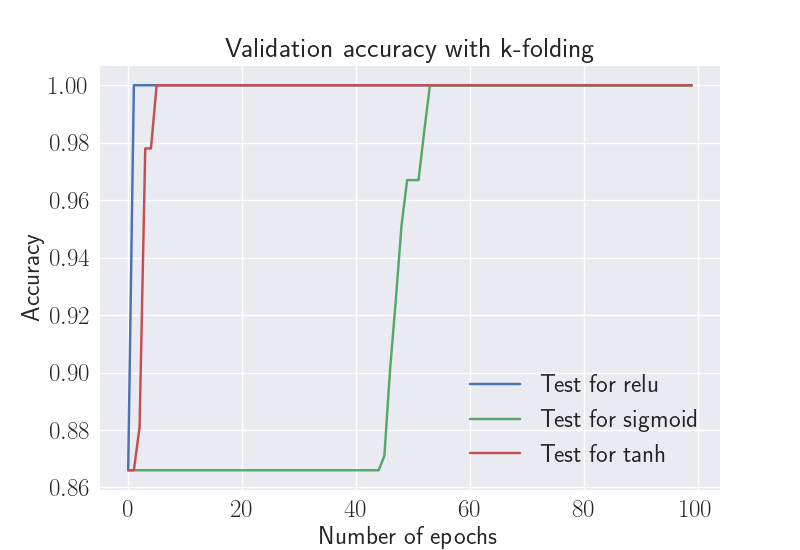 Validation accuracy with k-folding
1.00
0.98
0.96
0.94
0.92
0.90
0.88
0.86
Accuracy
Test for relu
Test for sigmoid
Test for tanh
0 20 40 60 80 100
Number of epochs